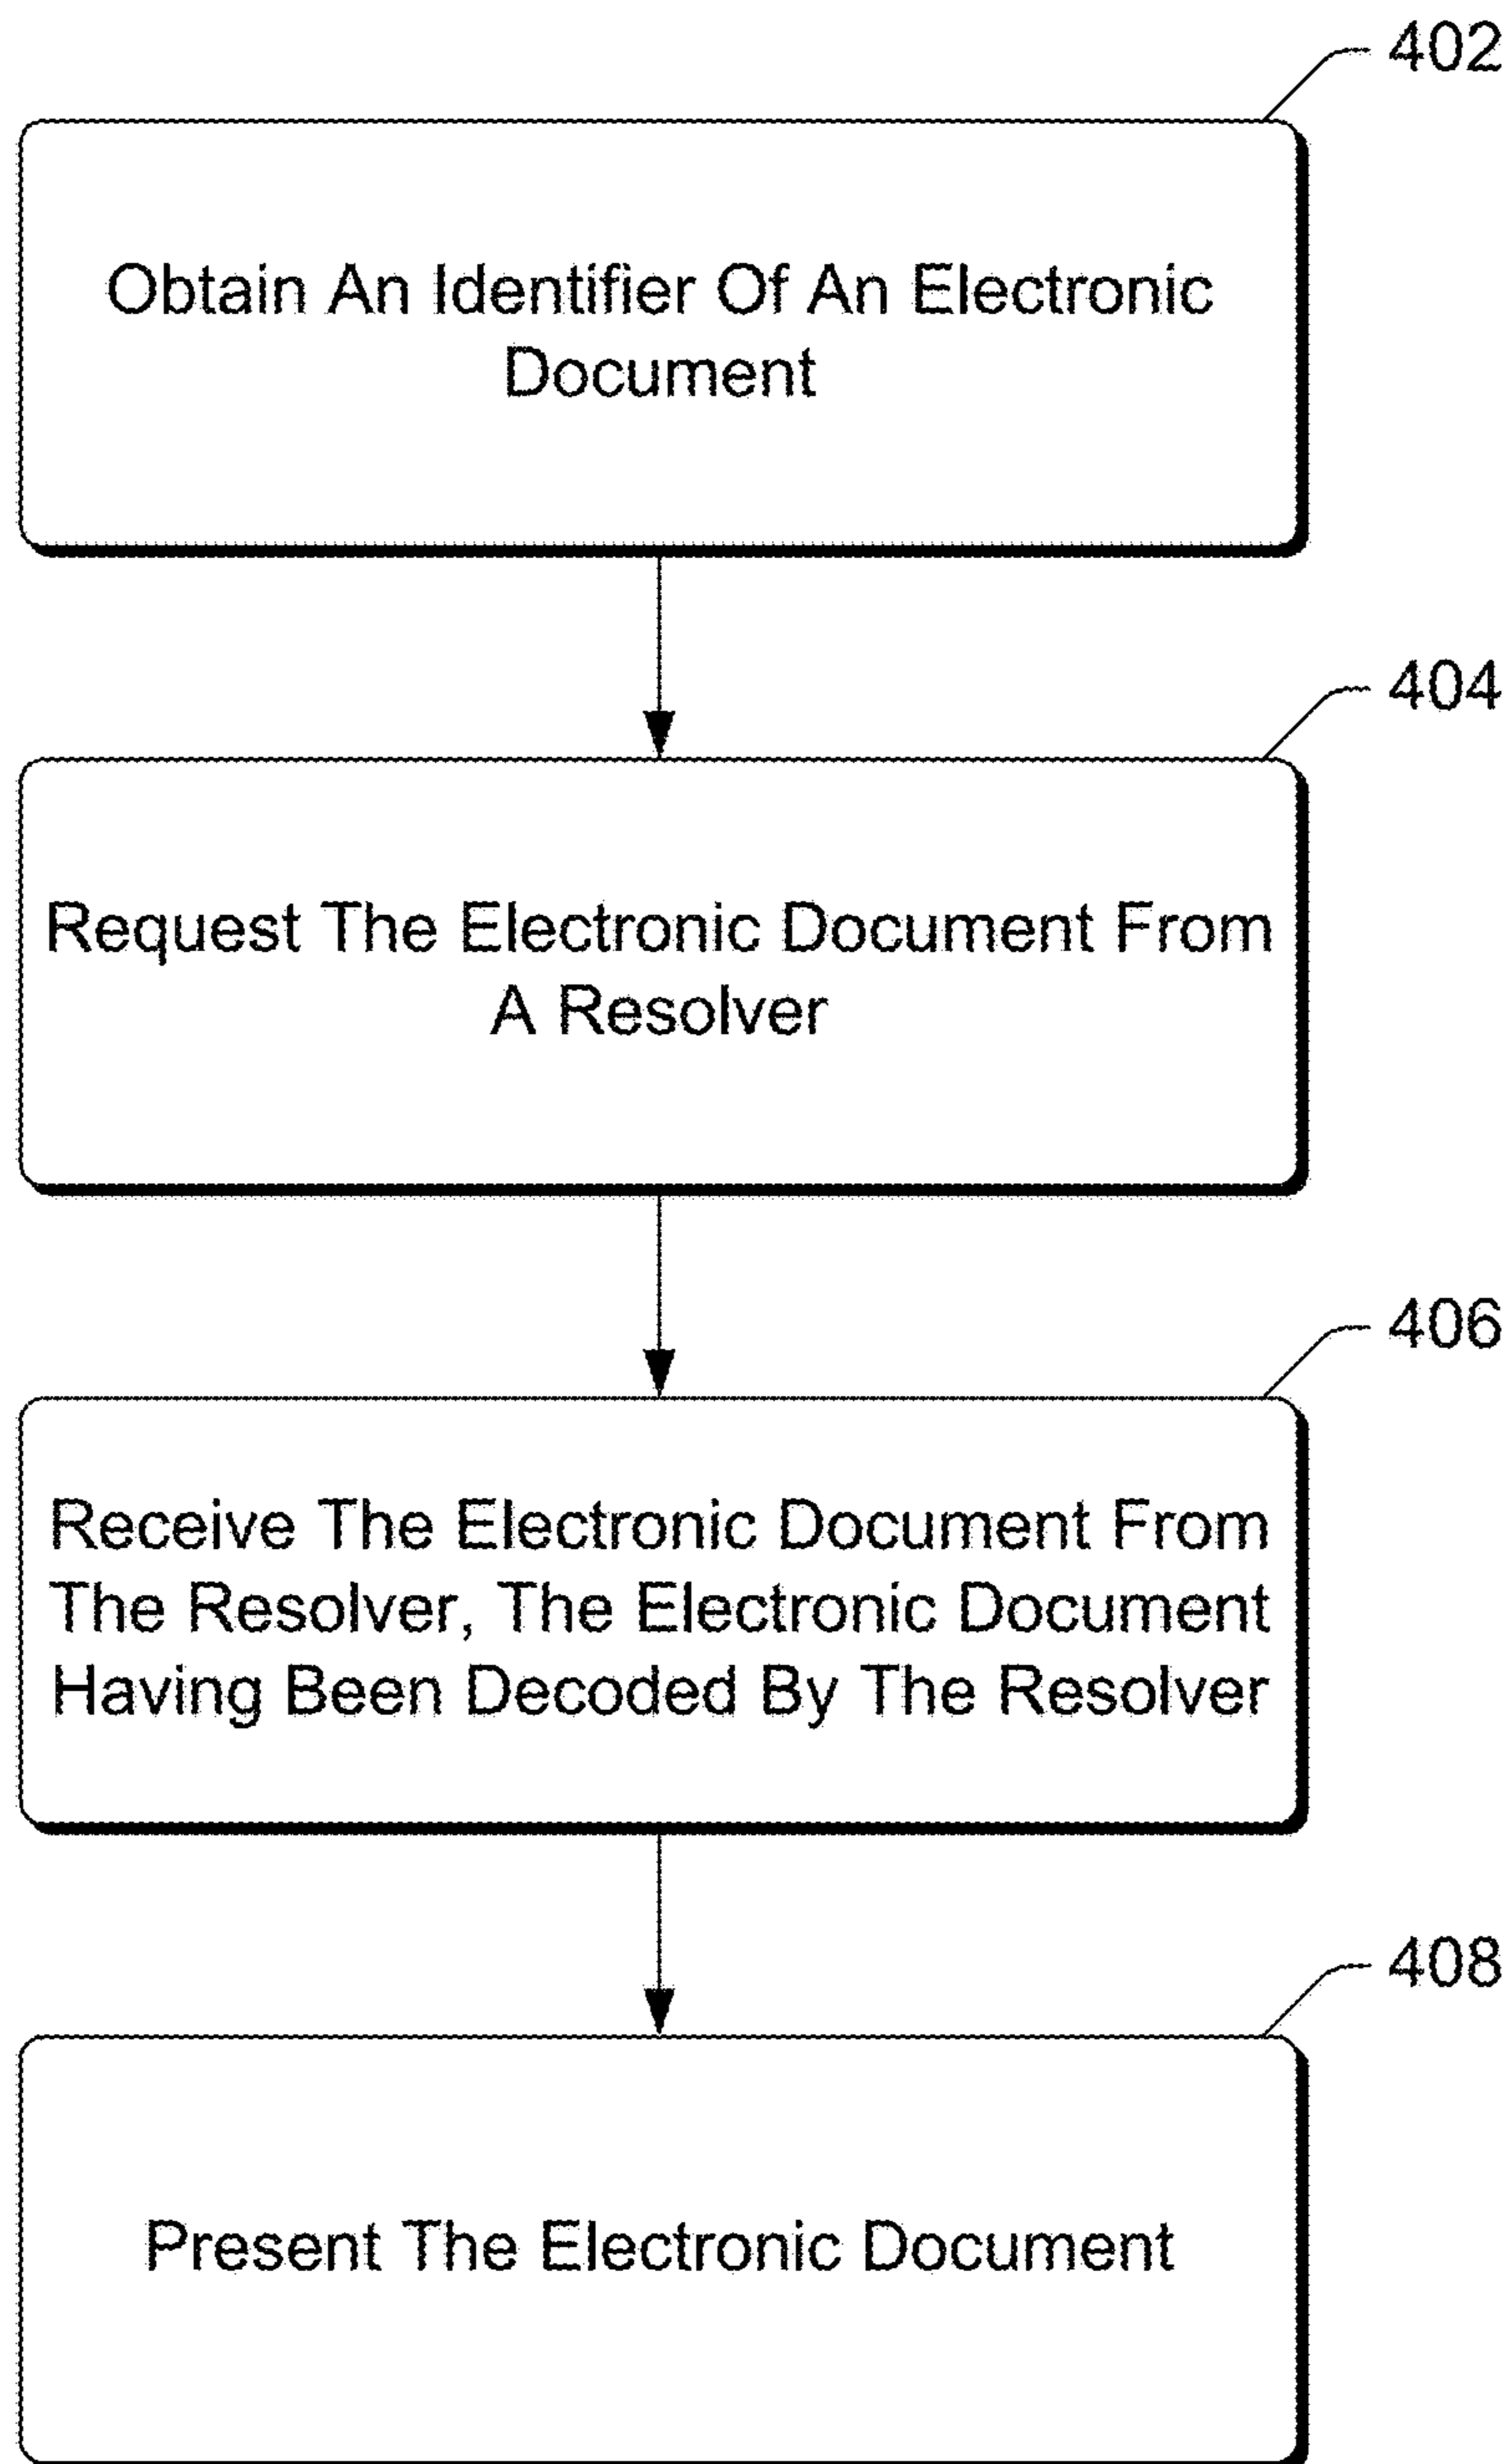 402
Obtain An Identifier Of An Electronic
Document
404
Request The Electronic Document From
A Resolver
406
Receive The Electronic Document From
The Resolver, The Electronic Document
Having Been Decoded By The Resolver
408
Present The Electronic Document